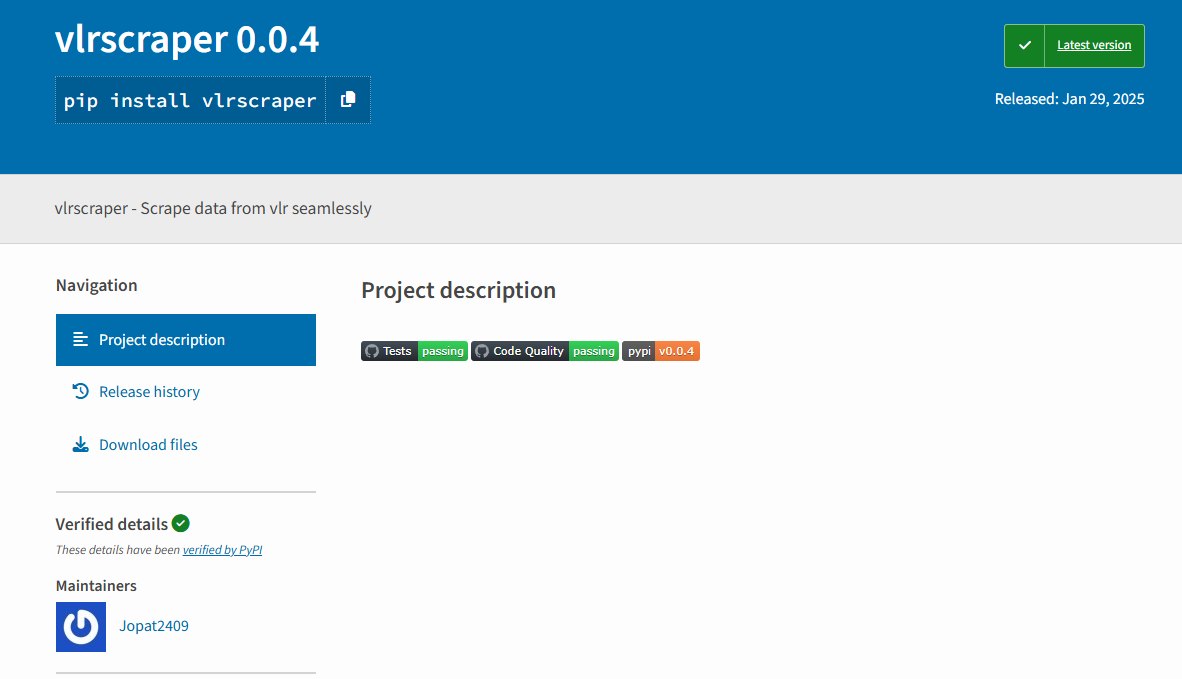 vlrscraper 0.0.4
pip install vlrscraper
Latest version
Released: Jan 29, 2025
vlrscraper - Scrape data from vlr seamlessly
Navigation
Project description
Release history
Download files
Verified details
These details have been verified by PyPI
Maintainers
Jopat2409
Project description
Tests passing Code Quality passing pypi v0.0.4